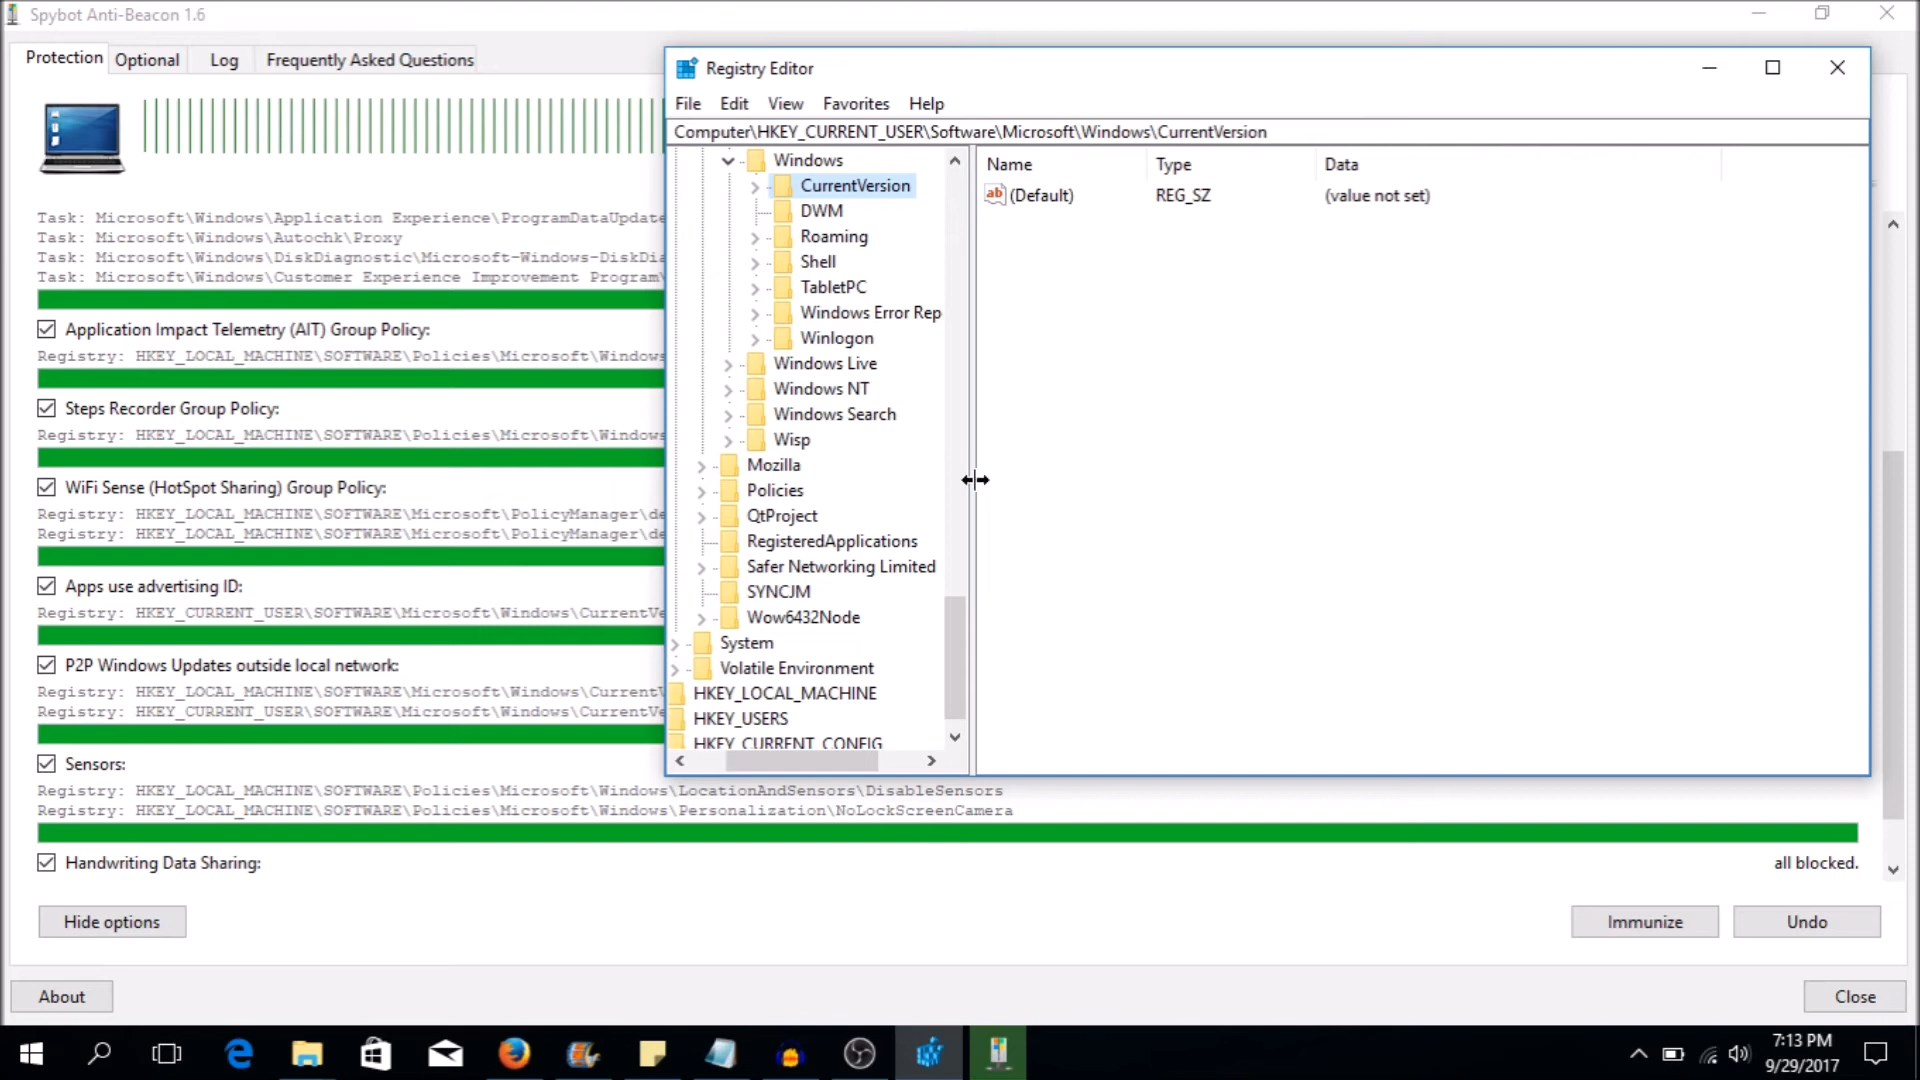 Spybot Anti-Beacon 1.6
Protection
Optional
Log
Frequently Asked Questions
Task: Microsoft\Windows\Application Experience\ProgramDataUpdate
Task: Microsoft\Windows\Autochk\Proxy
Task: Microsoft\Windows\DiskDiagnostic\Microsoft-Windows-DiskDia
Task: Microsoft\Windows\Customer Experience Improvement Program\
Application Impact Telemetry (AIT) Group Policy:
Registry: HKEY_LOCAL_MACHINE\SOFTWARE\Policies\Microsoft\Windows
Steps Recorder Group Policy:
Registry: HKEY_LOCAL_MACHINE\SOFTWARE\Policies\Microsoft\Windows
WiFi Sense (HotSpot Sharing) Group Policy:
Registry: HKEY_LOCAL_MACHINE\SOFTWARE\Microsoft\PolicyManager\de
Registry: HKEY_LOCAL_MACHINE\SOFTWARE\Microsoft\PolicyManager\de
Apps use advertising ID:
Registry: HKEY_CURRENT_USER\SOFTWARE\Microsoft\Windows\CurrentVe
P2P Windows Updates outside local network:
Registry: HKEY_LOCAL_MACHINE\SOFTWARE\Microsoft\Windows\CurrentV
Registry: HKEY_CURRENT_USER\SOFTWARE\Microsoft\Windows\CurrentVe
Sensors:
Registry: HKEY_LOCAL_MACHINE\SOFTWARE\Policies\Microsoft\Windows\LocationAndSensors\DisableSensors
Registry: HKEY_LOCAL_MACHINE\SOFTWARE\Policies\Microsoft\Windows\Personalization\NoLockScreenCamera
Handwriting Data Sharing:
all blocked.
Hide options
Immunize
Undo
About
Close
Registry Editor
File Edit View Favorites Help
Computer\HKEY_CURRENT_USER\Software\Microsoft\Windows\CurrentVersion
Windows
CurrentVersion
DWM
Roaming
Shell
TabletPC
Windows Error Rep
Winlogon
Windows Live
Windows NT
Windows Search
Wisp
Mozilla
Policies
QtProject
RegisteredApplications
Safer Networking Limited
SYNCJM
Wow6432Node
System
Volatile Environment
HKEY_LOCAL_MACHINE
HKEY_USERS
HKEY_CURRENT_CONFIG
Name Type Data
ab (Default) REG_SZ (value not set)
7:13 PM
9/29/2017